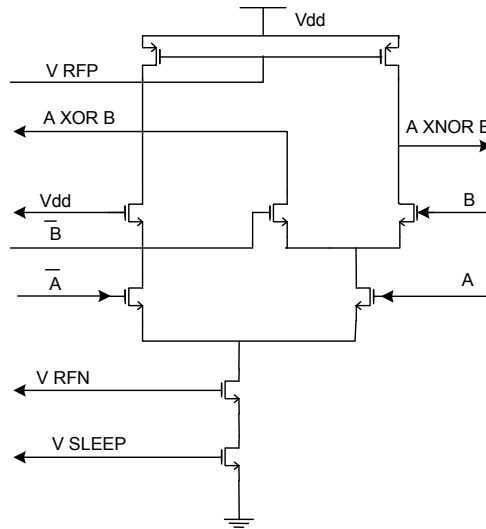 Vdd
V RFP
A XOR B
A XNOR B
Vdd
B
B̅
A̅
A
V RFN
V SLEEP